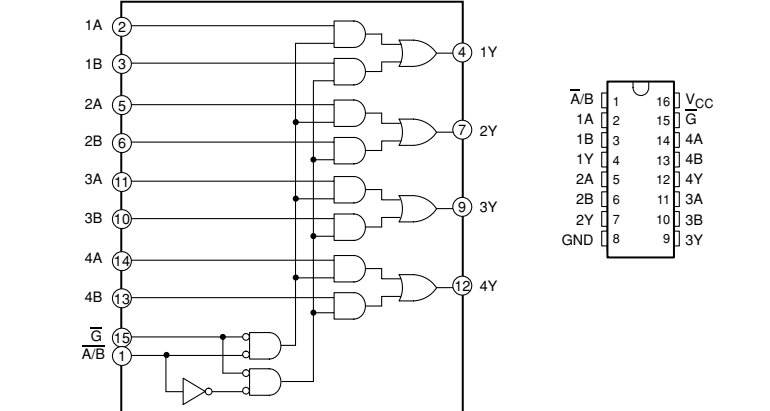 1A 2
1B 3
4 1Y
2A 5
2B 6
7 2Y
3A 11
3B 10
9 3Y
4A 14
4B 13
12 4Y
G̅ 15
A̅/̅B̅ 1
A̅/B 1 16 VCC
1A 2 15 G̅
1B 3 14 4A
1Y 4 13 4B
2A 5 12 4Y
2B 6 11 3A
2Y 7 10 3B
GND 8 9 3Y